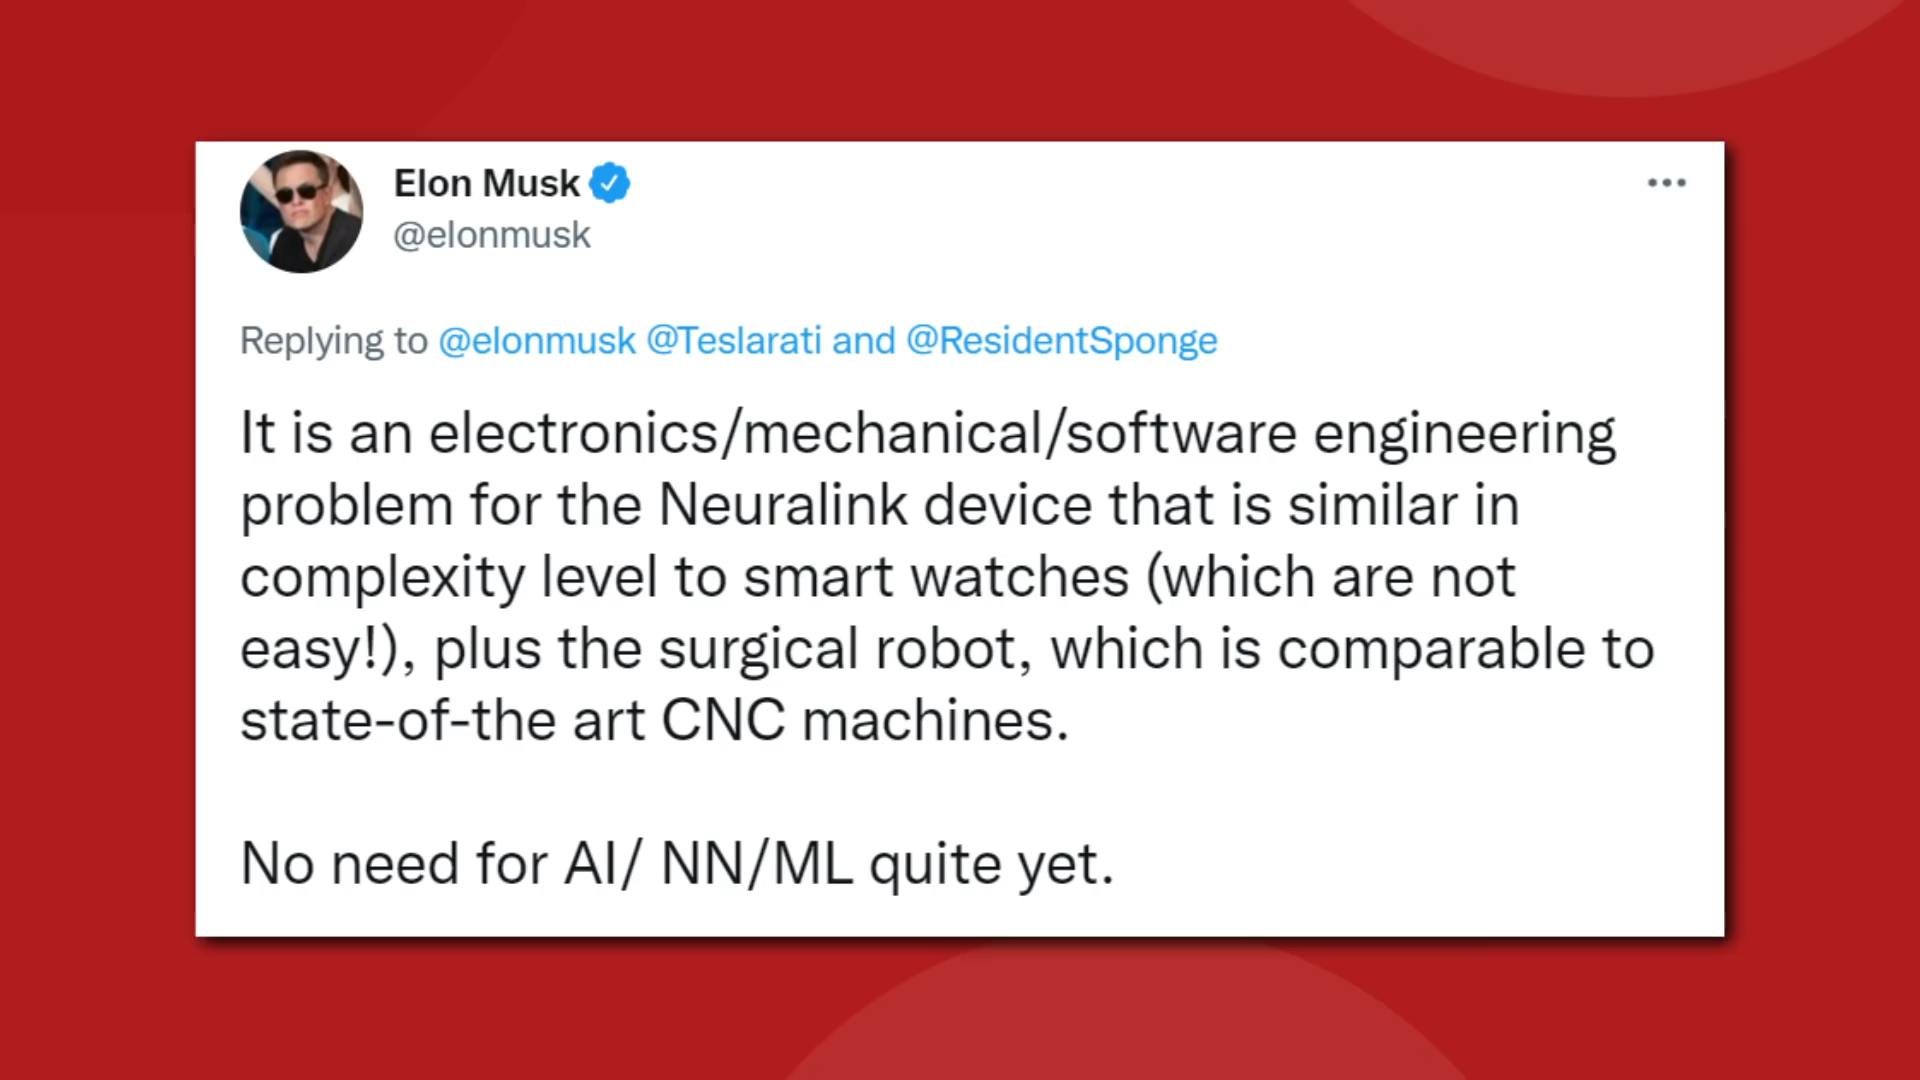 Elon Musk
@elonmusk
Replying to @elonmusk @Teslarati and @ResidentSponge
It is an electronics/mechanical/software engineering
problem for the Neuralink device that is similar in
complexity level to smart watches (which are not
easy!), plus the surgical robot, which is comparable to
state-of-the art CNC machines.
No need for AI/ NN/ML quite yet.